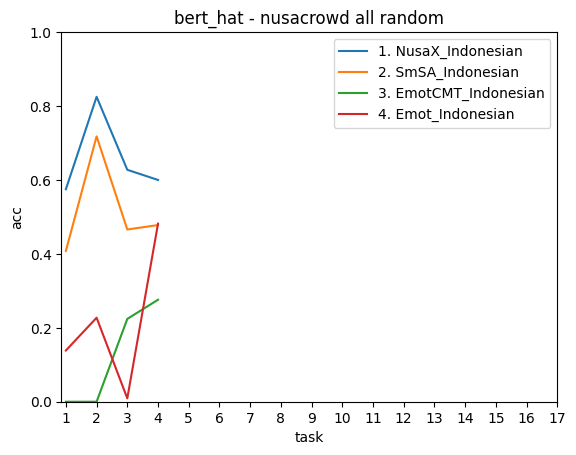 bert_hat - nusacrowd all random
1. NusaX_Indonesian
2. SmSA_Indonesian
3. EmotCMT_Indonesian
4. Emot_Indonesian
1.0
0.8
0.6
0.4
0.2
0.0
acc
1 2 3 4 5 6 7 8 9 10 11 12 13 14 15 16 17
task